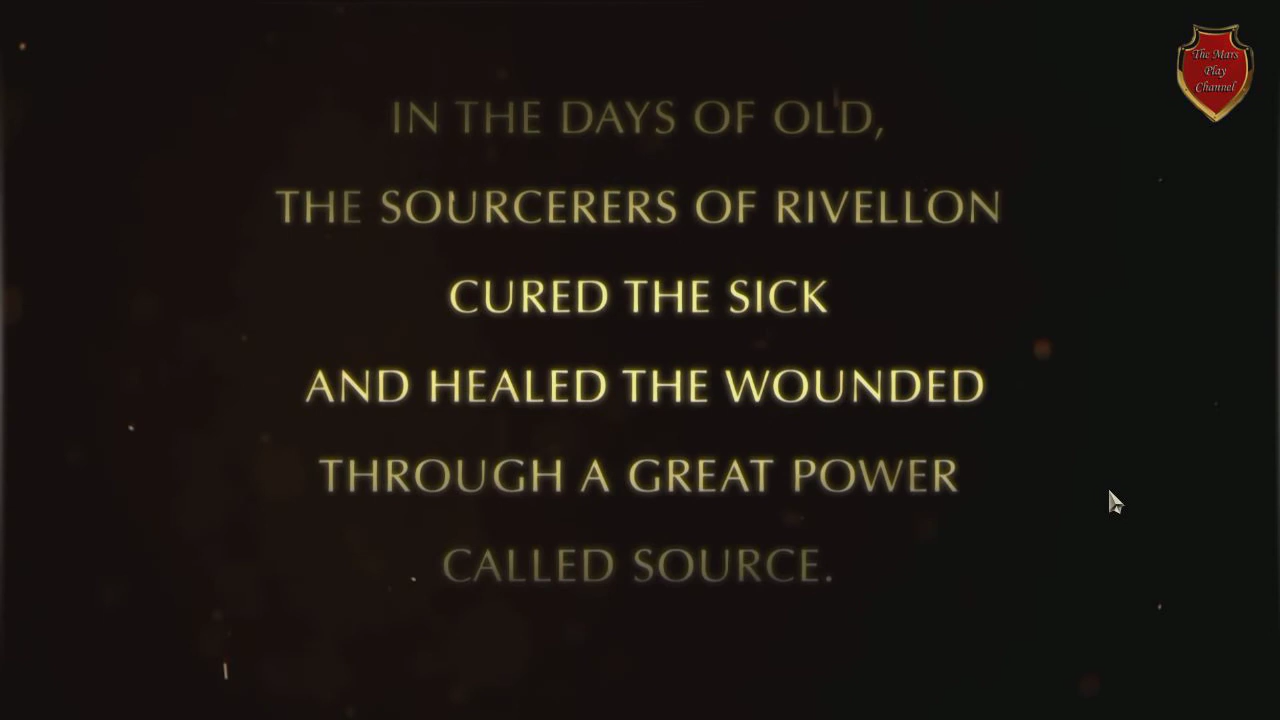 IN THE DAYS OF OLD,
THE SOURCERERS OF RIVELLON
CURED THE SICK
AND HEALED THE WOUNDED
THROUGH A GREAT POWER
CALLED SOURCE.
The Mars
Play
Channel